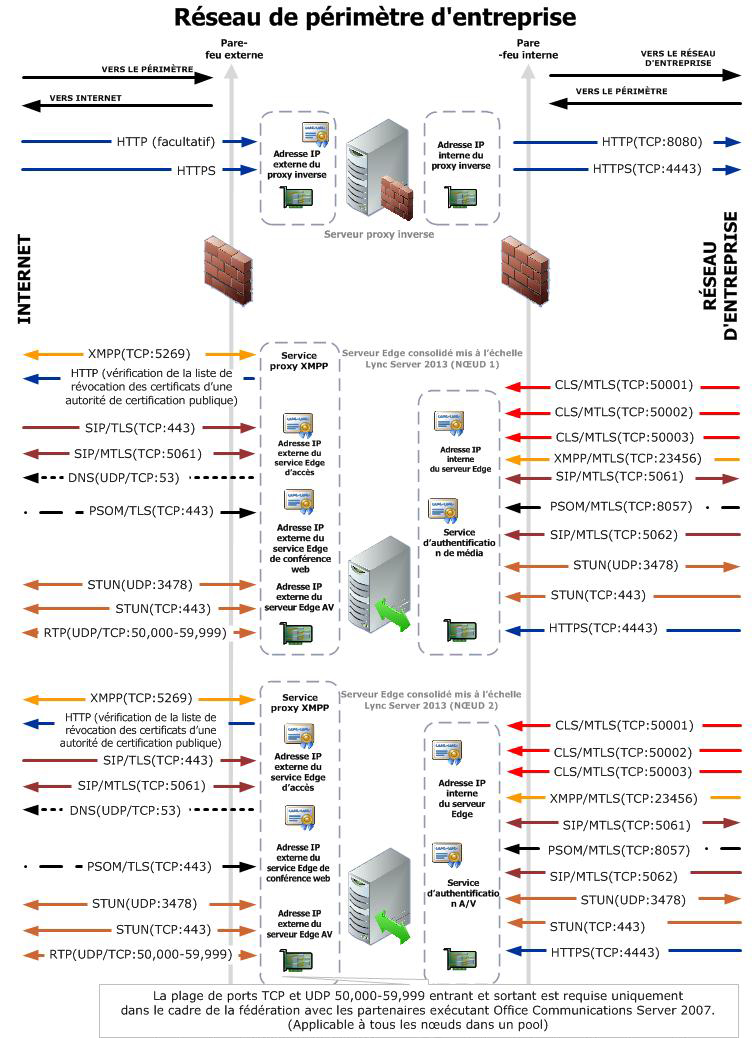 Réseau de périmètre d'entreprise
Pare-
feu externe
Pare
-feu interne
VERS LE PÉRIMÈTRE
VERS INTERNET
VERS LE RÉSEAU
D'ENTREPRISE
VERS LE PÉRIMÈTRE
HTTP (facultatif)
HTTPS
Adresse IP
externe du
proxy inverse
Adresse IP
interne du
proxy inverse
HTTP(TCP:8080)
HTTPS(TCP:4443)
Serveur proxy inverse
INTERNET
RÉSEAU
D'ENTREPRISE
XMPP(TCP:5269)
HTTP (vérification de la liste de
révocation des certificats d'une
autorité de certification publique)
SIP/TLS(TCP:443)
SIP/MTLS(TCP:5061)
DNS(UDP/TCP:53)
PSOM/TLS(TCP:443)
STUN(UDP:3478)
STUN(TCP:443)
RTP(UDP/TCP:50,000-59,999)
Service
proxy XMPP
Adresse IP
externe du
service Edge
d'accès
Adresse IP
externe du
service Edge
de conférence
web
Adresse IP
externe du
serveur Edge AV
Serveur Edge consolidé mis à l'échelle
Lync Server 2013 (NŒUD 1)
Adresse IP
interne
du serveur Edge
Service
d'authentificatio
n de média
CLS/MTLS(TCP:50001)
CLS/MTLS(TCP:50002)
CLS/MTLS(TCP:50003)
XMPP/MTLS(TCP:23456)
SIP/MTLS(TCP:5061)
PSOM/MTLS(TCP:8057)
SIP/MTLS(TCP:5062)
STUN(UDP:3478)
STUN(TCP:443)
HTTPS(TCP:4443)
XMPP(TCP:5269)
HTTP (vérification de la liste de
révocation des certificats d'une
autorité de certification publique)
SIP/TLS(TCP:443)
SIP/MTLS(TCP:5061)
DNS(UDP/TCP:53)
PSOM/TLS(TCP:443)
STUN(UDP:3478)
STUN(TCP:443)
RTP(UDP/TCP:50,000-59,999)
Service
proxy XMPP
Adresse IP
externe du
service Edge
d'accès
Adresse IP
externe du
service Edge de
conférence web
Adresse IP
externe du
serveur Edge AV
Serveur Edge consolidé mis à l'échelle
Lync Server 2013 (NŒUD 2)
Adresse IP
interne
du serveur
Edge
Service
d'authentificatio
n A/V
CLS/MTLS(TCP:50001)
CLS/MTLS(TCP:50002)
CLS/MTLS(TCP:50003)
XMPP/MTLS(TCP:23456)
SIP/MTLS(TCP:5061)
PSOM/MTLS(TCP:8057)
SIP/MTLS(TCP:5062)
STUN(UDP:3478)
STUN(TCP:443)
HTTPS(TCP:4443)
La plage de ports TCP et UDP 50,000-59,999 entrant et sortant est requise uniquement
dans le cadre de la fédération avec les partenaires exécutant Office Communications Server 2007.
(Applicable à tous les nœuds dans un pool)